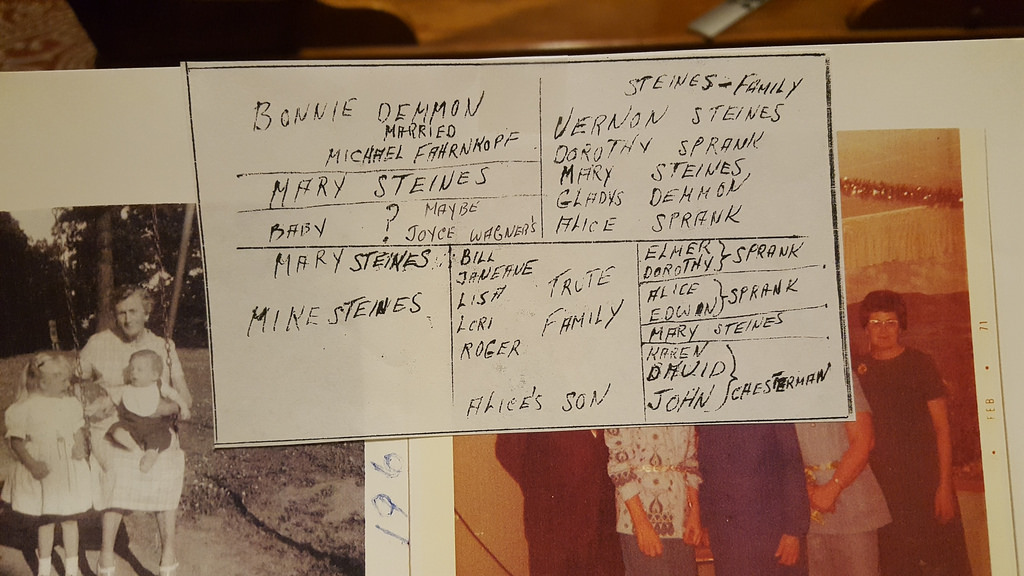 BONNIE DEMMON
MARRIED
MICHAEL FAHRNKOPF
MARY STEINES
BABY ? MAYBE
JOYCE WAGNER'S
STEINES-FAMILY
VERNON STEINES
DOROTHY SPRANK
MARY STEINES
GLADYS DEMMON
ALICE SPRANK
MARY STEINES
MIKE STEINES
BILL
JANEANE
LISA
LORI
ROGER
TRUTE
FAMILY
ALICE'S SON
ELMER
DOROTHY } SPRANK
ALICE
EDWIN } SPRANK
MARY STEINES
KAREN
DAVID
JOHN } CHESTERMAN
196
FEB • 71